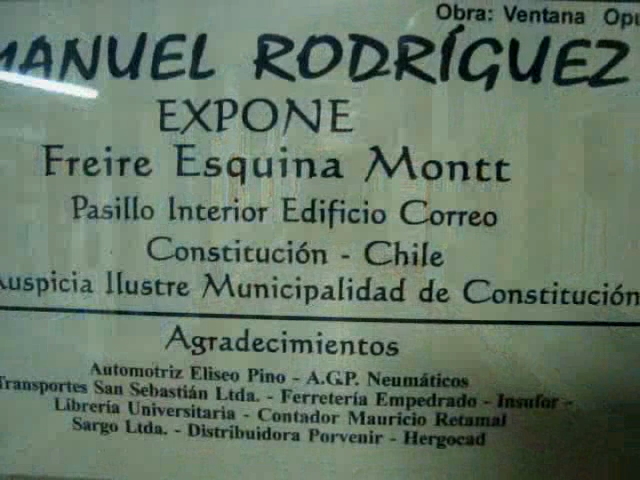 Obra: Ventana Opu
MANUEL RODRÍGUEZ
EXPONE
Freire Esquina Montt
Pasillo Interior Edificio Correo
Constitución - Chile
Auspicia Ilustre Municipalidad de Constitución
Agradecimientos
Automotriz Eliseo Pino - A.G.P. Neumáticos
Transportes San Sebastián Ltda. - Ferretería Empedrado - Insufor -
Librería Universitaria - Contador Mauricio Retamal
Sargo Ltda. - Distribuidora Porvenir - Hergocad